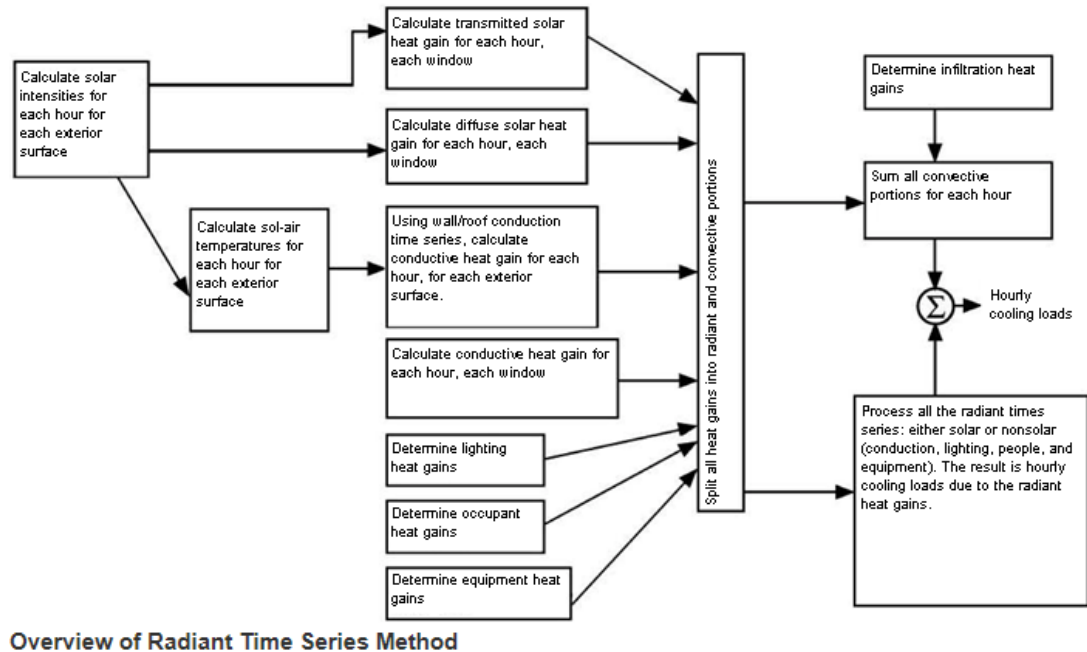 Calculate solar
intensities for
each hour for
each exterior
surface
Calculate transmitted solar
heat gain for each hour,
each window
Calculate diffuse solar heat
gain for each hour, each
window
Calculate sol-air
temperatures for
each hour for
each exterior
surface
Using wall/roof conduction
time series, calculate
conductive heat gain for each
hour, for each exterior
surface.
Calculate conductive heat gain for
each hour, each window
Determine lighting
heat gains
Determine occupant
heat gains
Determine equipment heat
gains
Split all heat gains into radiant and convective portions
Determine infiltration heat
gains
Sum all convective
portions for each hour
Σ
Hourly
cooling loads
Process all the radiant times
series: either solar or nonsolar
(conduction, lighting, people, and
equipment). The result is hourly
cooling loads due to the radiant
heat gains.
Overview of Radiant Time Series Method